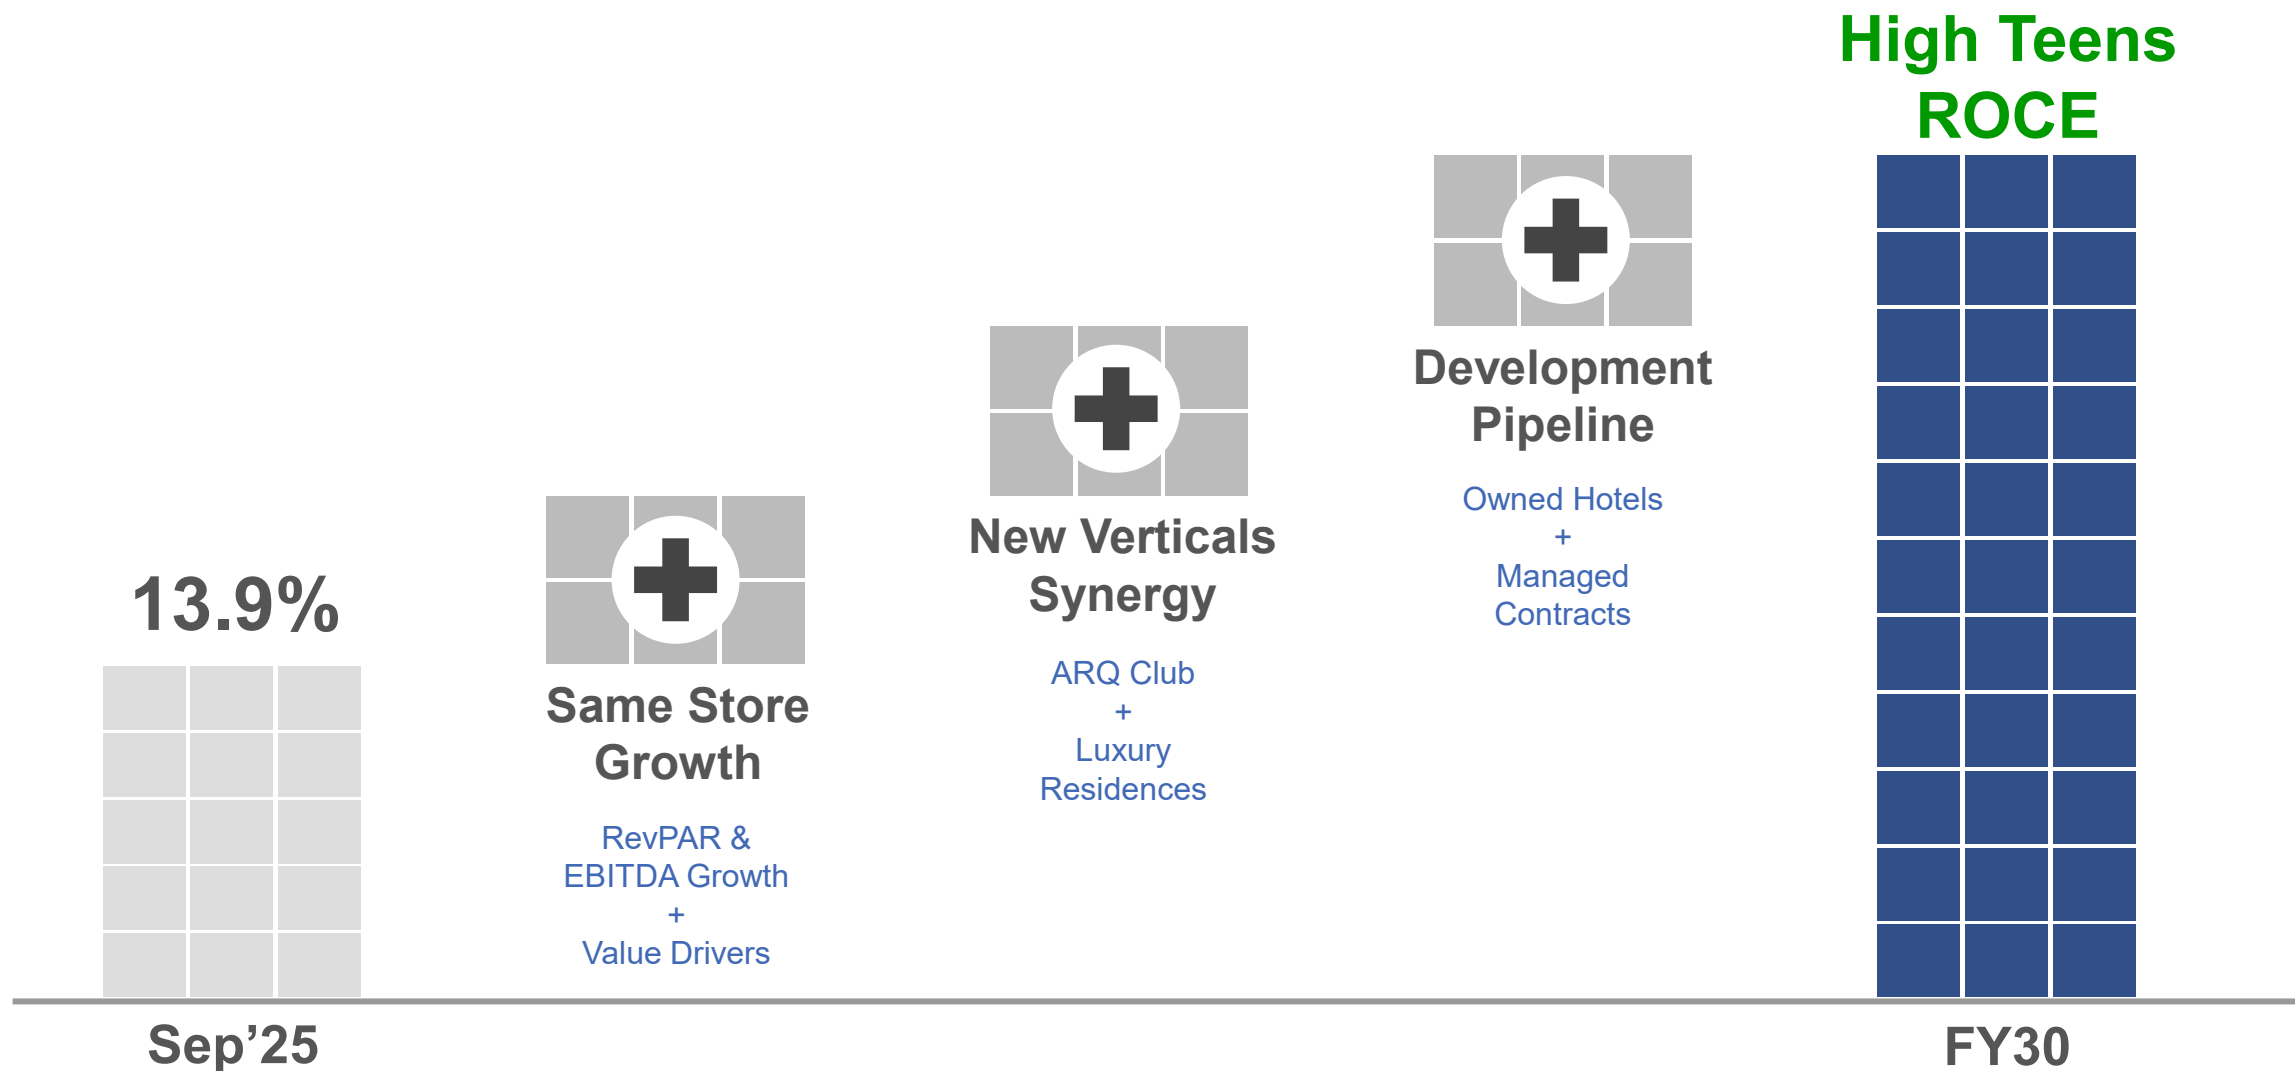 13.9%
Sep’25
Same Store
Growth
RevPAR &
EBITDA Growth
+
Value Drivers
New Verticals
Synergy
ARQ Club
+
Luxury
Residences
Development
Pipeline
Owned Hotels
+
Managed
Contracts
High Teens
ROCE
FY30